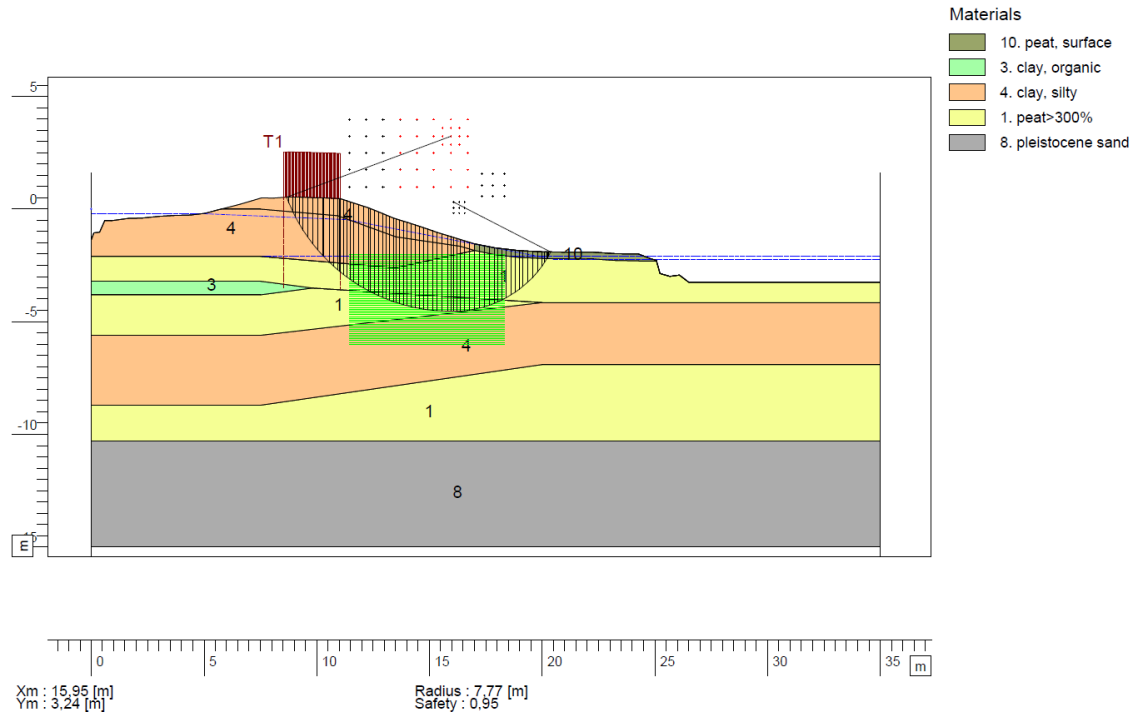 Materials
10. peat, surface
3. clay, organic
4. clay, silty
1. peat>300%
8. pleistocene sand
5
T1
0
4
4
10
1
3
1
-5
4
1
-10
8
-15
m
0 5 10 15 20 25 30 35 m
Xm : 15,95 [m] Radius : 7,77 [m]
Ym : 3,24 [m] Safety : 0,95